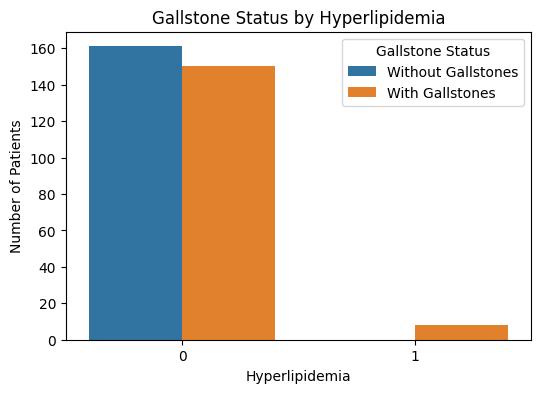 Gallstone Status by Hyperlipidemia
Gallstone Status
Without Gallstones
With Gallstones
Number of Patients
160
140
120
100
80
60
40
20
0
0 1
Hyperlipidemia